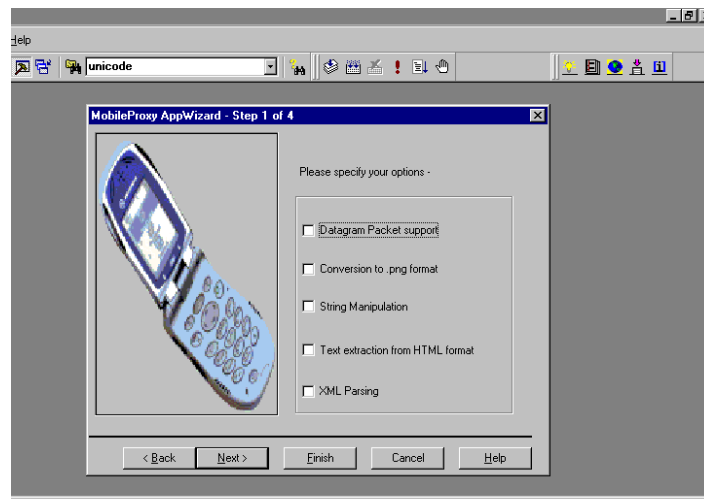 Help
unicode
MobileProxy AppWizard - Step 1 of 4
Please specify your options -
Datagram Packet support
Conversion to .png format
String Manipulation
Text extraction from HTML format
XML Parsing
< Back Next > Finish Cancel Help